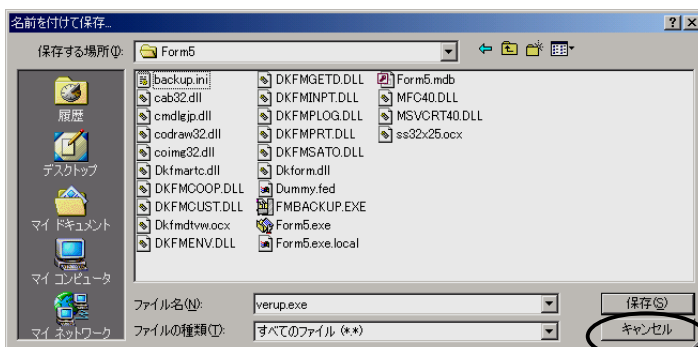 名前を付けて保存...
保存する場所(I):
Form5
履歴
デスクトップ
マイ ドキュメント
マイ コンピュータ
マイ ネットワーク
backup.ini
cab32.dll
cmdlgjp.dll
codraw32.dll
coimg32.dll
Dkfmartc.dll
DKFMCOOP.DLL
DKFMCUST.DLL
Dkfmdtvw.ocx
DKFMENV.DLL
DKFMGETD.DLL
DKFMINPT.DLL
DKFMPLOG.DLL
DKFMPRT.DLL
DKFMSATO.DLL
Dkform.dll
Dummy.fed
FMBACKUP.EXE
Form5.exe
Form5.exe.local
Form5.mdb
MFC40.DLL
MSVCRT40.DLL
ss32x25.ocx
ファイル名(N):
verup.exe
保存(S)
ファイルの種類(T):
すべてのファイル (*.*)
キャンセル